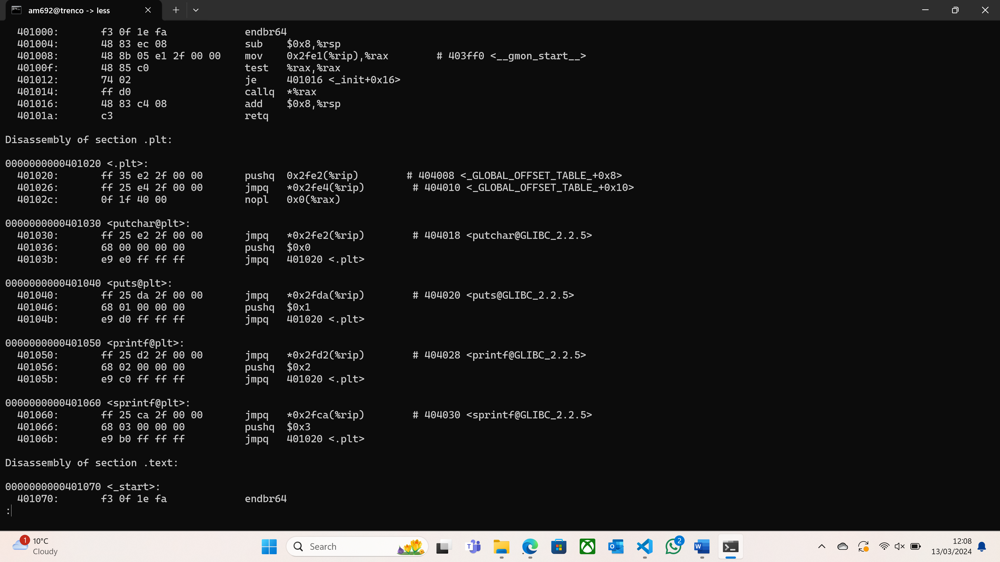 am692@trenco -> less
401000: f3 0f 1e fa endbr64
401004: 48 83 ec 08 sub $0x8,%rsp
401008: 48 8b 05 e1 2f 00 00 mov 0x2fe1(%rip),%rax # 403ff0 <__gmon_start__>
40100f: 48 85 c0 test %rax,%rax
401012: 74 02 je 401016 <_init+0x16>
401014: ff d0 callq *%rax
401016: 48 83 c4 08 add $0x8,%rsp
40101a: c3 retq
Disassembly of section .plt:
0000000000401020 <.plt>:
401020: ff 35 e2 2f 00 00 pushq 0x2fe2(%rip) # 404008 <_GLOBAL_OFFSET_TABLE_+0x8>
401026: ff 25 e4 2f 00 00 jmpq *0x2fe4(%rip) # 404010 <_GLOBAL_OFFSET_TABLE_+0x10>
40102c: 0f 1f 40 00 nopl 0x0(%rax)
0000000000401030 <putchar@plt>:
401030: ff 25 e2 2f 00 00 jmpq *0x2fe2(%rip) # 404018 <putchar@GLIBC_2.2.5>
401036: 68 00 00 00 00 pushq $0x0
40103b: e9 e0 ff ff ff jmpq 401020 <.plt>
0000000000401040 <puts@plt>:
401040: ff 25 da 2f 00 00 jmpq *0x2fda(%rip) # 404020 <puts@GLIBC_2.2.5>
401046: 68 01 00 00 00 pushq $0x1
40104b: e9 d0 ff ff ff jmpq 401020 <.plt>
0000000000401050 <printf@plt>:
401050: ff 25 d2 2f 00 00 jmpq *0x2fd2(%rip) # 404028 <printf@GLIBC_2.2.5>
401056: 68 02 00 00 00 pushq $0x2
40105b: e9 c0 ff ff ff jmpq 401020 <.plt>
0000000000401060 <sprintf@plt>:
401060: ff 25 ca 2f 00 00 jmpq *0x2fca(%rip) # 404030 <sprintf@GLIBC_2.2.5>
401066: 68 03 00 00 00 pushq $0x3
40106b: e9 b0 ff ff ff jmpq 401020 <.plt>
Disassembly of section .text:
0000000000401070 <_start>:
401070: f3 0f 1e fa endbr64
:
1 10°C
Cloudy
Search
2
12:08
13/03/2024